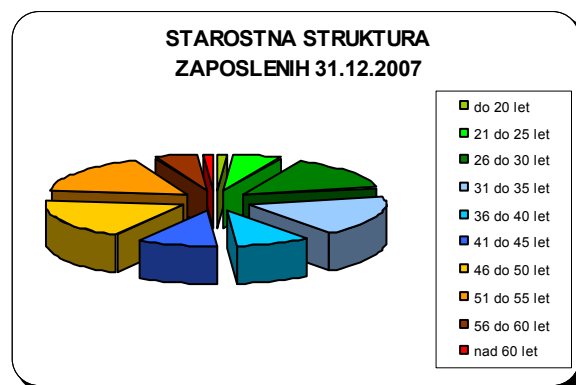 STAROSTNA STRUKTURA
ZAPOSLENIH 31.12.2007
do 20 let
21 do 25 let
26 do 30 let
31 do 35 let
36 do 40 let
41 do 45 let
46 do 50 let
51 do 55 let
56 do 60 let
nad 60 let